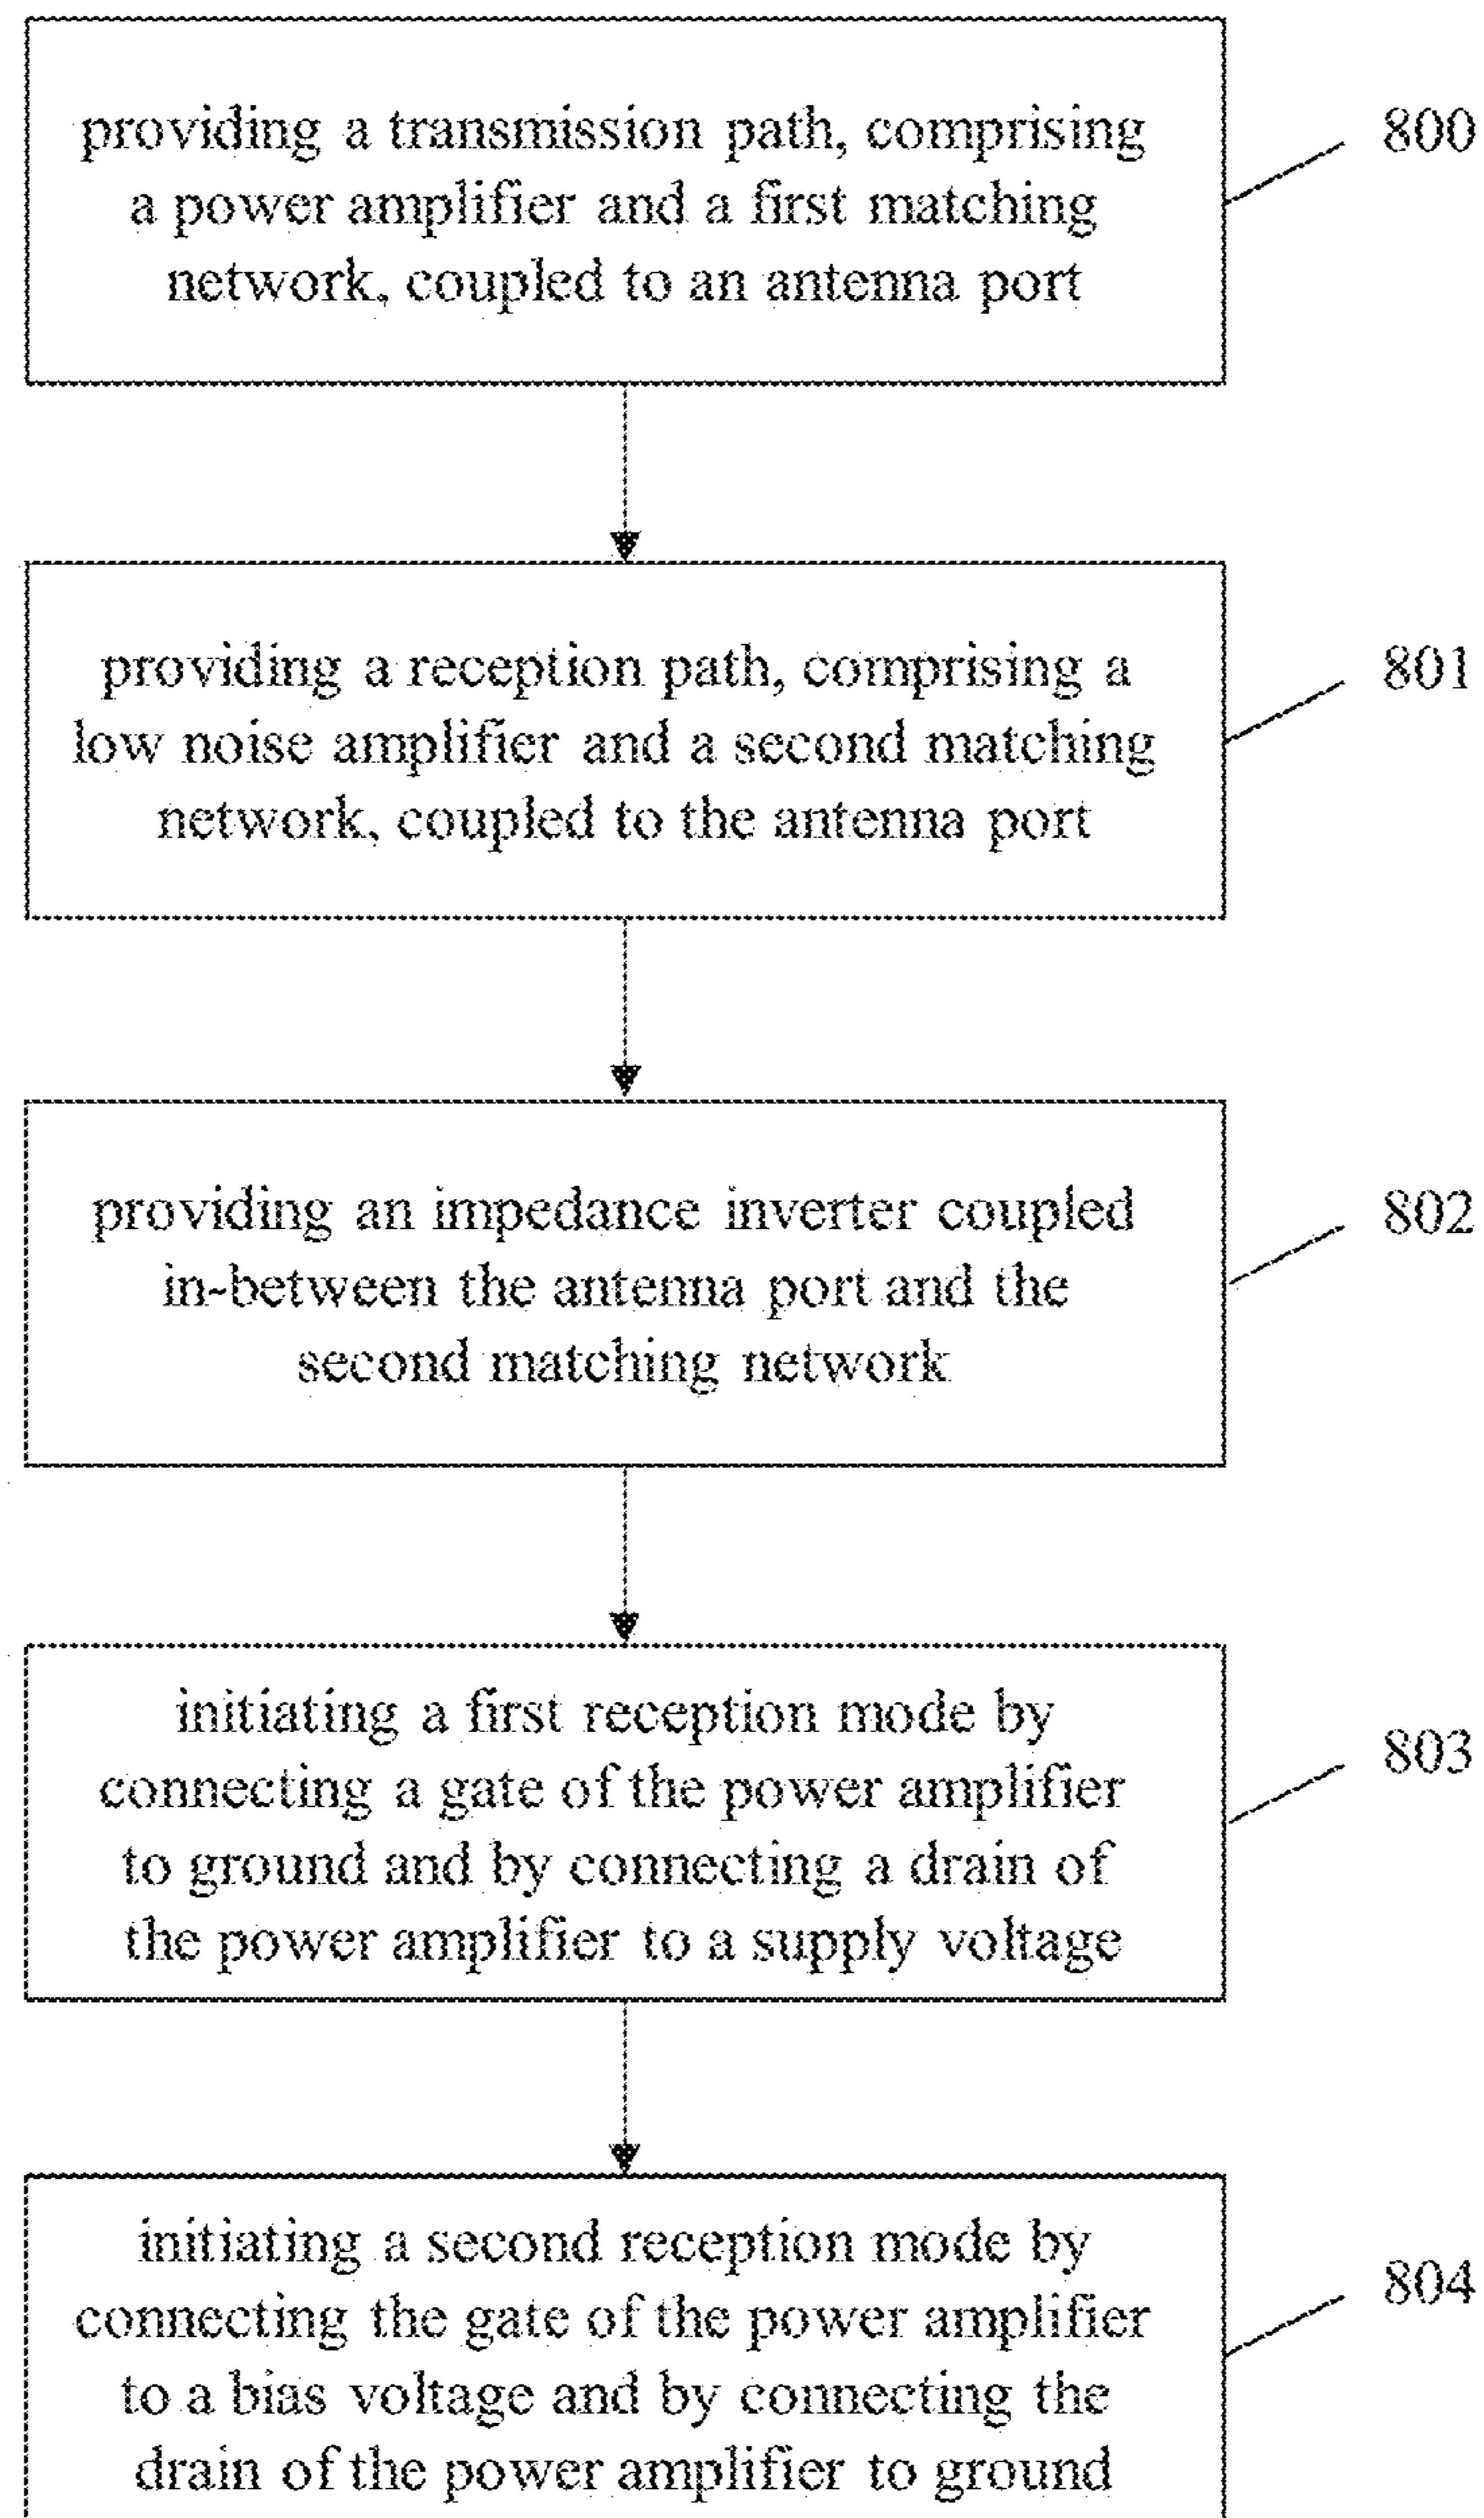 providing a transmission path, comprising
a power amplifier and a first matching
network, coupled to an antenna port
800
providing a reception path, comprising a
low noise amplifier and a second matching
network, coupled to the antenna port
801
providing an impedance inverter coupled
in-between the antenna port and the
second matching network
802
initiating a first reception mode by
connecting a gate of the power amplifier
to ground and by connecting a drain of
the power amplifier to a supply voltage
803
initiating a second reception mode by
connecting the gate of the power amplifier
to a bias voltage and by connecting the
drain of the power amplifier to ground
804